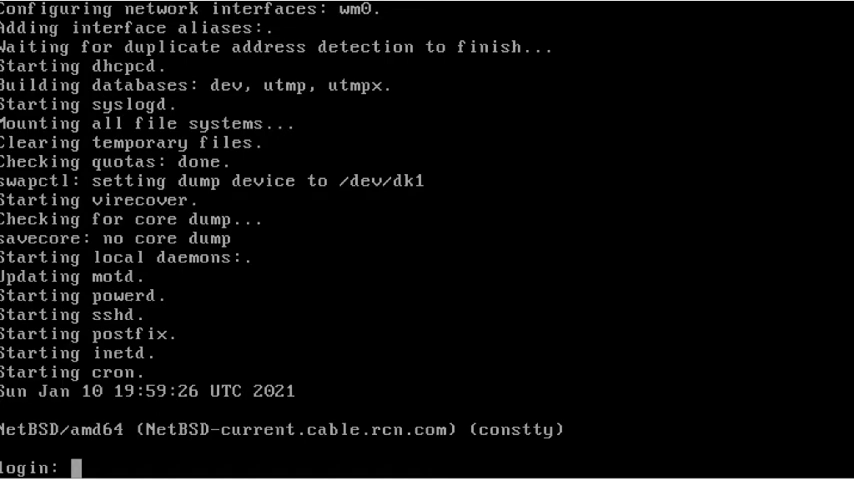 Configuring network interfaces: wm0.
Adding interface aliases:.
Waiting for duplicate address detection to finish...
Starting dhcpcd.
Building databases: dev, utmp, utmpx.
Starting syslogd.
Mounting all file systems...
Clearing temporary files.
Checking quotas: done.
swapctl: setting dump device to /dev/dk1
Starting virecover.
Checking for core dump...
savecore: no core dump
Starting local daemons:.
Updating motd.
Starting powerd.
Starting sshd.
Starting postfix.
Starting inetd.
Starting cron.
Sun Jan 10 19:59:26 UTC 2021
NetBSD/amd64 (NetBSD-current.cable.rcn.com) (constty)
login: